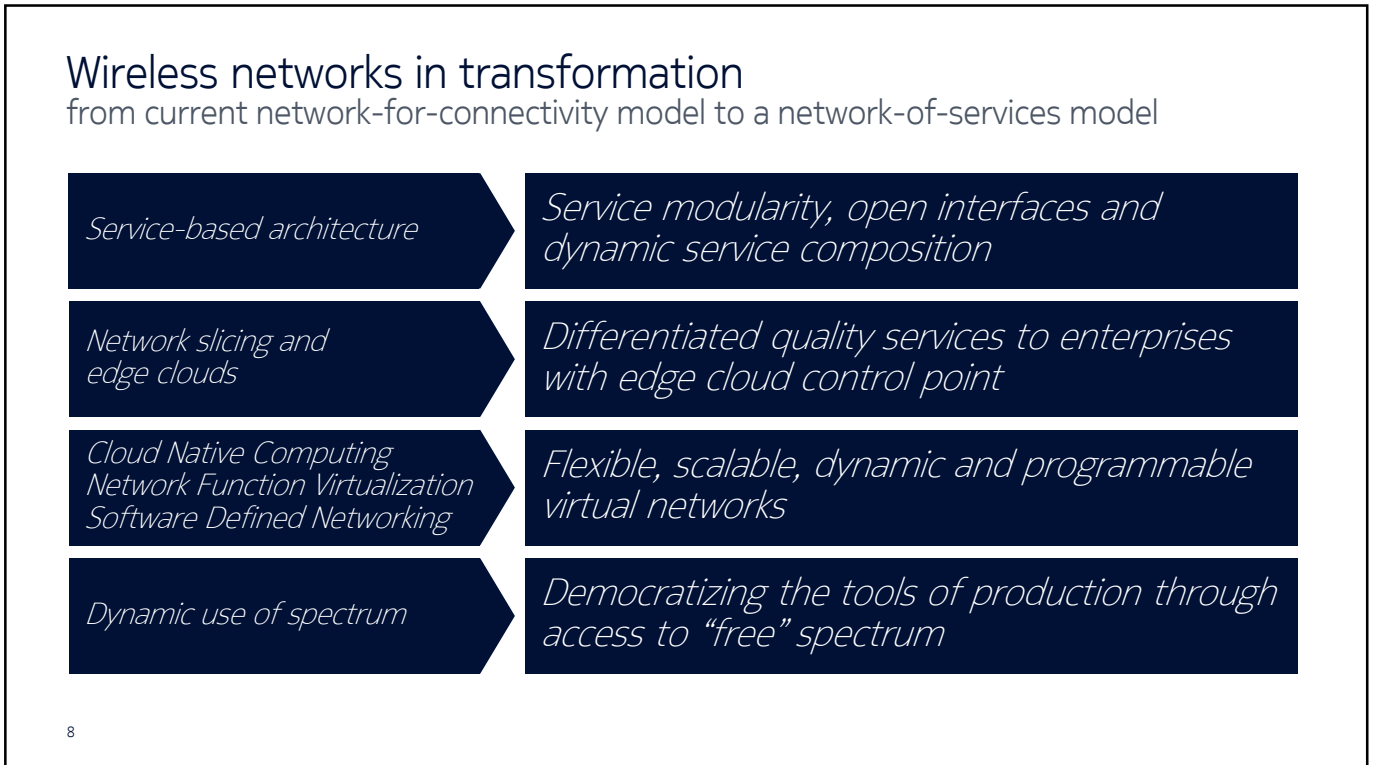 Wireless networks in transformation
from current network-for-connectivity model to a network-of-services model
Service-based architecture
Service modularity, open interfaces and
dynamic service composition
Network slicing and
edge clouds
Differentiated quality services to enterprises
with edge cloud control point
Cloud Native Computing
Network Function Virtualization
Software Defined Networking
Flexible, scalable, dynamic and programmable
virtual networks
Dynamic use of spectrum
Democratizing the tools of production through
access to “free” spectrum
8